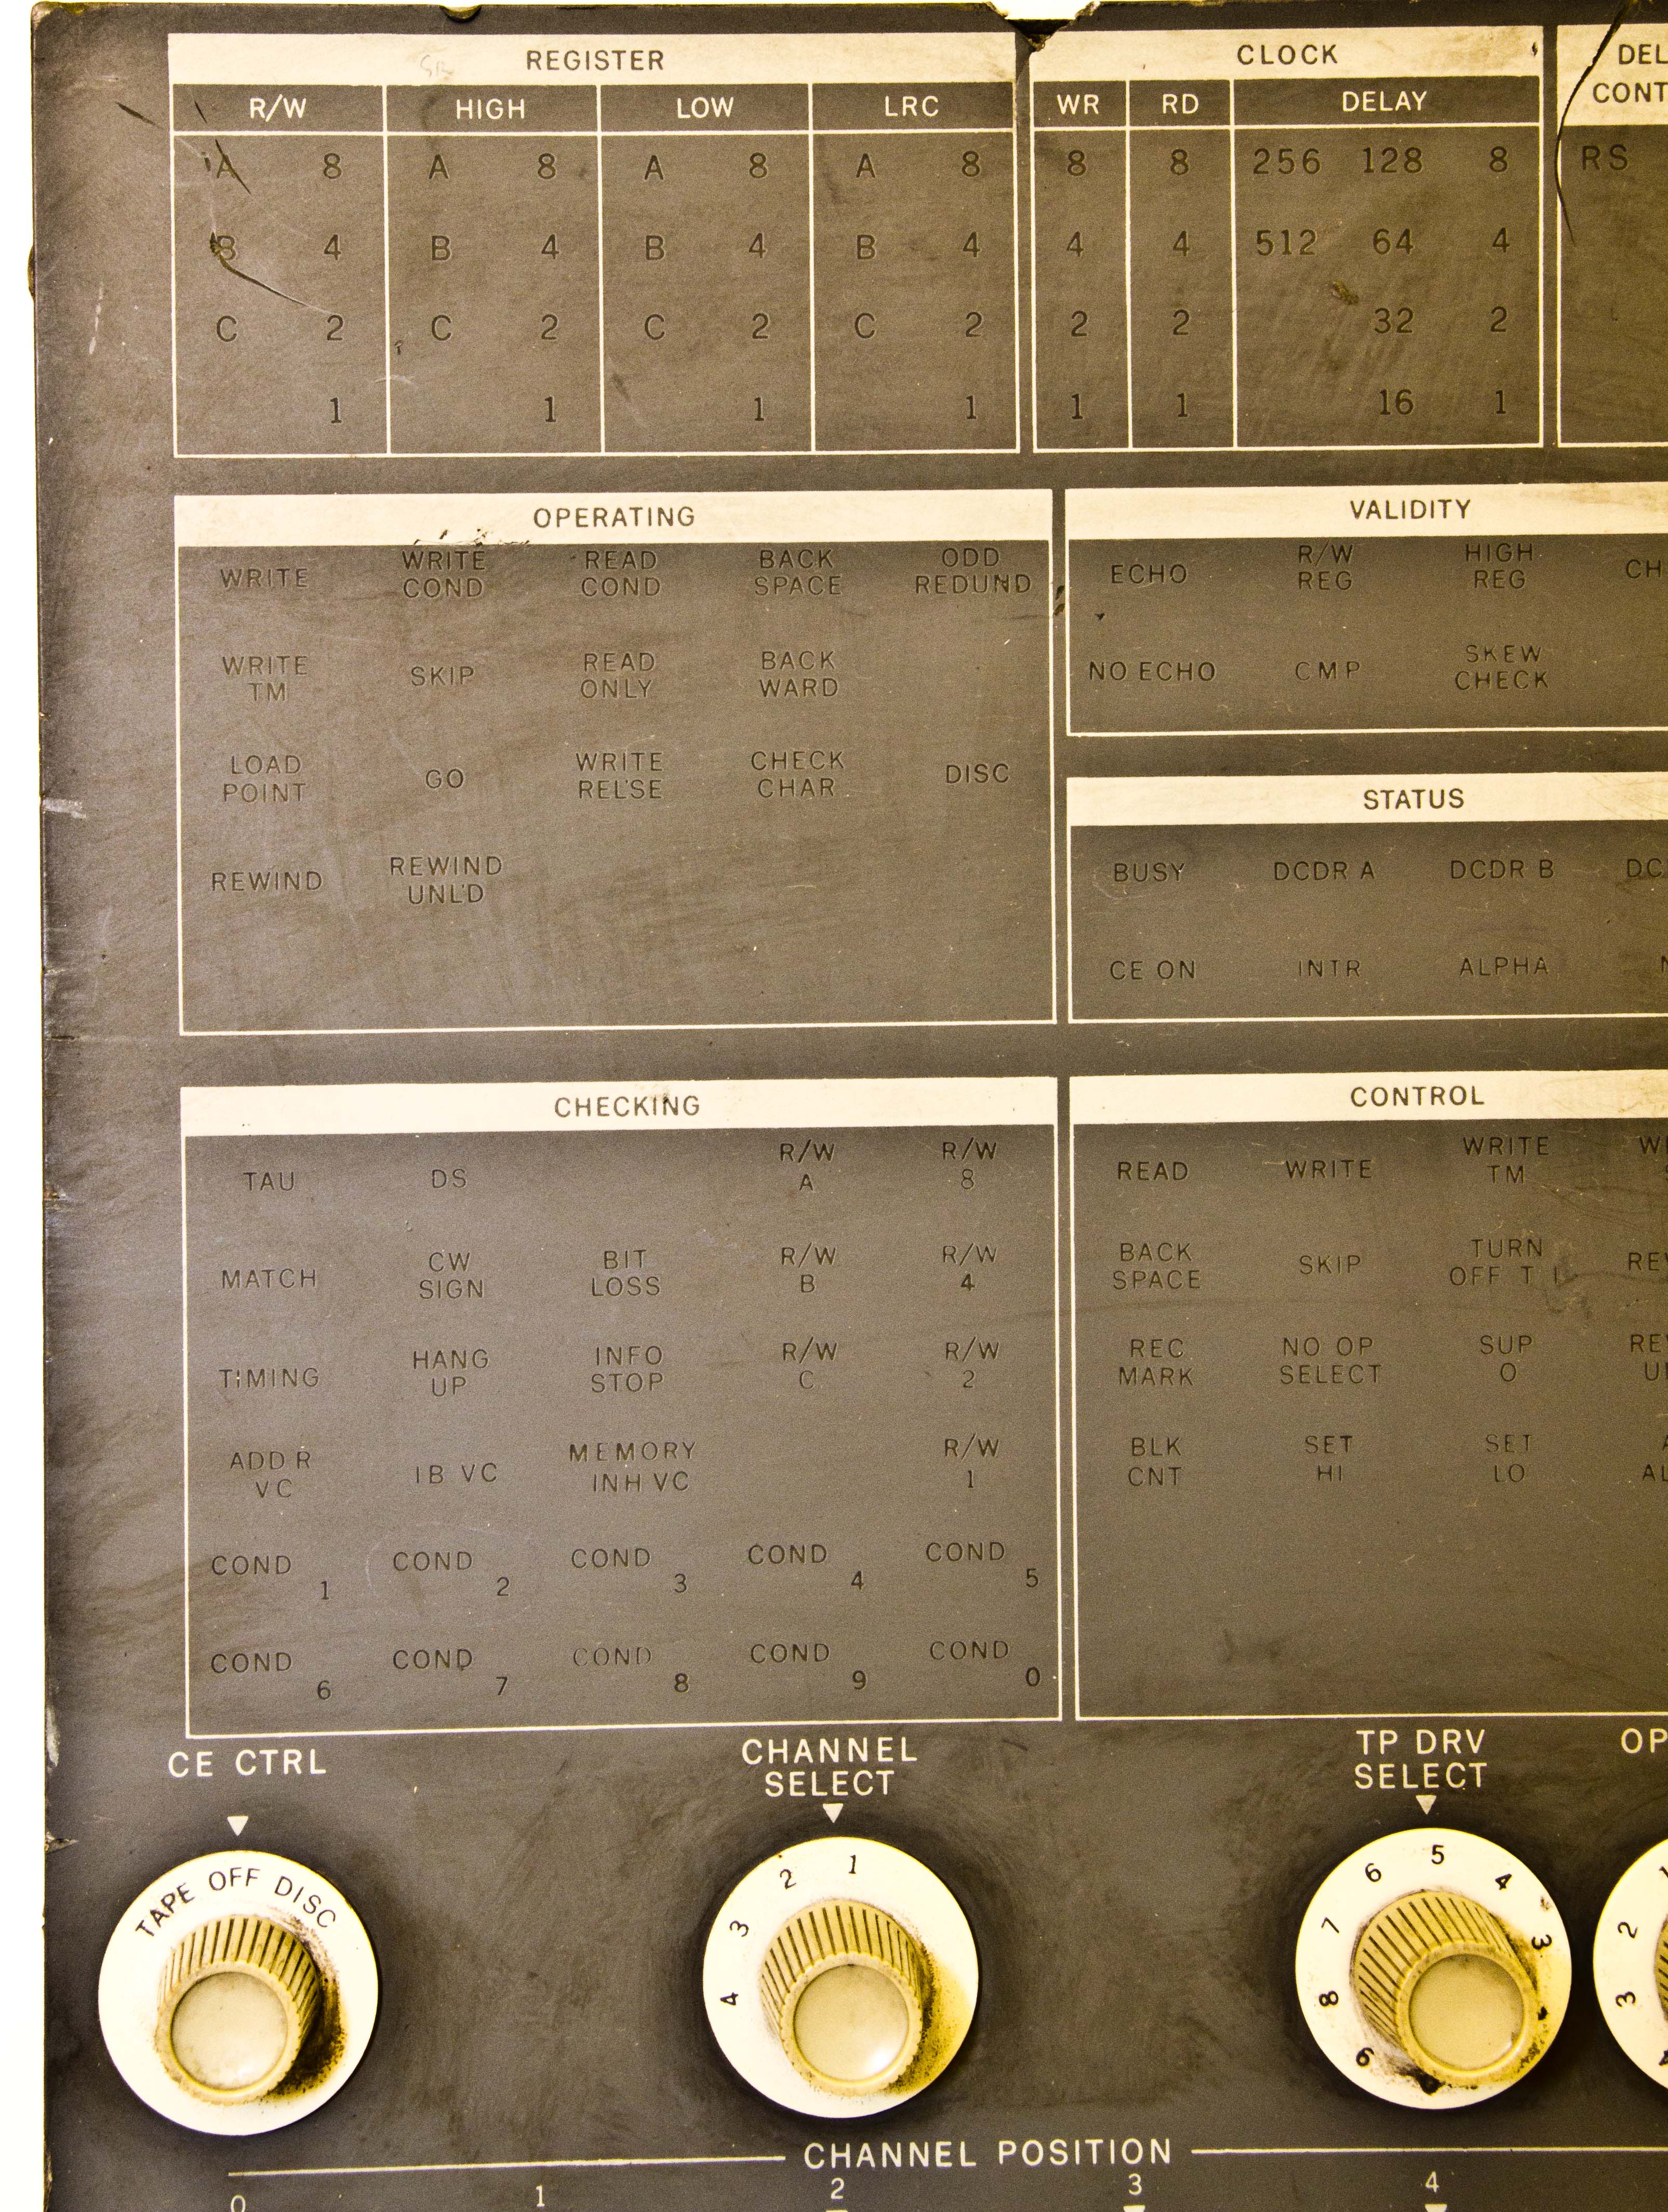 REGISTER
R/W HIGH LOW LRC
A 8 A 8 A 8 A 8
B 4 B 4 B 4 B 4
C 2 C 2 C 2 C 2
1 1 1 1
CLOCK
WR RD DELAY
8 8 256 128 8
4 4 512 64 4
2 2 32 2
1 1 16 1
DEL
CONT
RS
OPERATING
WRITE WRITE COND READ COND BACK SPACE ODD REDUND
WRITE TM SKIP READ ONLY BACK WARD
LOAD POINT GO WRITE REL'SE CHECK CHAR DISC
REWIND REWIND UNL'D
VALIDITY
ECHO R/W REG HIGH REG CH
NO ECHO CMP SKEW CHECK
STATUS
BUSY DCDR A DCDR B DC
CE ON INTR ALPHA
CHECKING
TAU DS R/W A R/W 8
MATCH CW SIGN BIT LOSS R/W B R/W 4
TIMING HANG UP INFO STOP R/W C R/W 2
ADDR VC IB VC MEMORY INH VC R/W 1
COND 1 COND 2 COND 3 COND 4 COND 5
COND 6 COND 7 COND 8 COND 9 COND 0
CONTROL
READ WRITE WRITE TM
BACK SPACE SKIP TURN OFF T I
REC MARK NO OP SELECT SUP 0
BLK CNT SET HI SET LO
CE CTRL
TAPE OFF DISC
CHANNEL
SELECT
4 3 2 1
TP DRV
SELECT
9 8 7 6 5 4 3
OP
1 2 3 4
CHANNEL POSITION
0 1 2 3 4